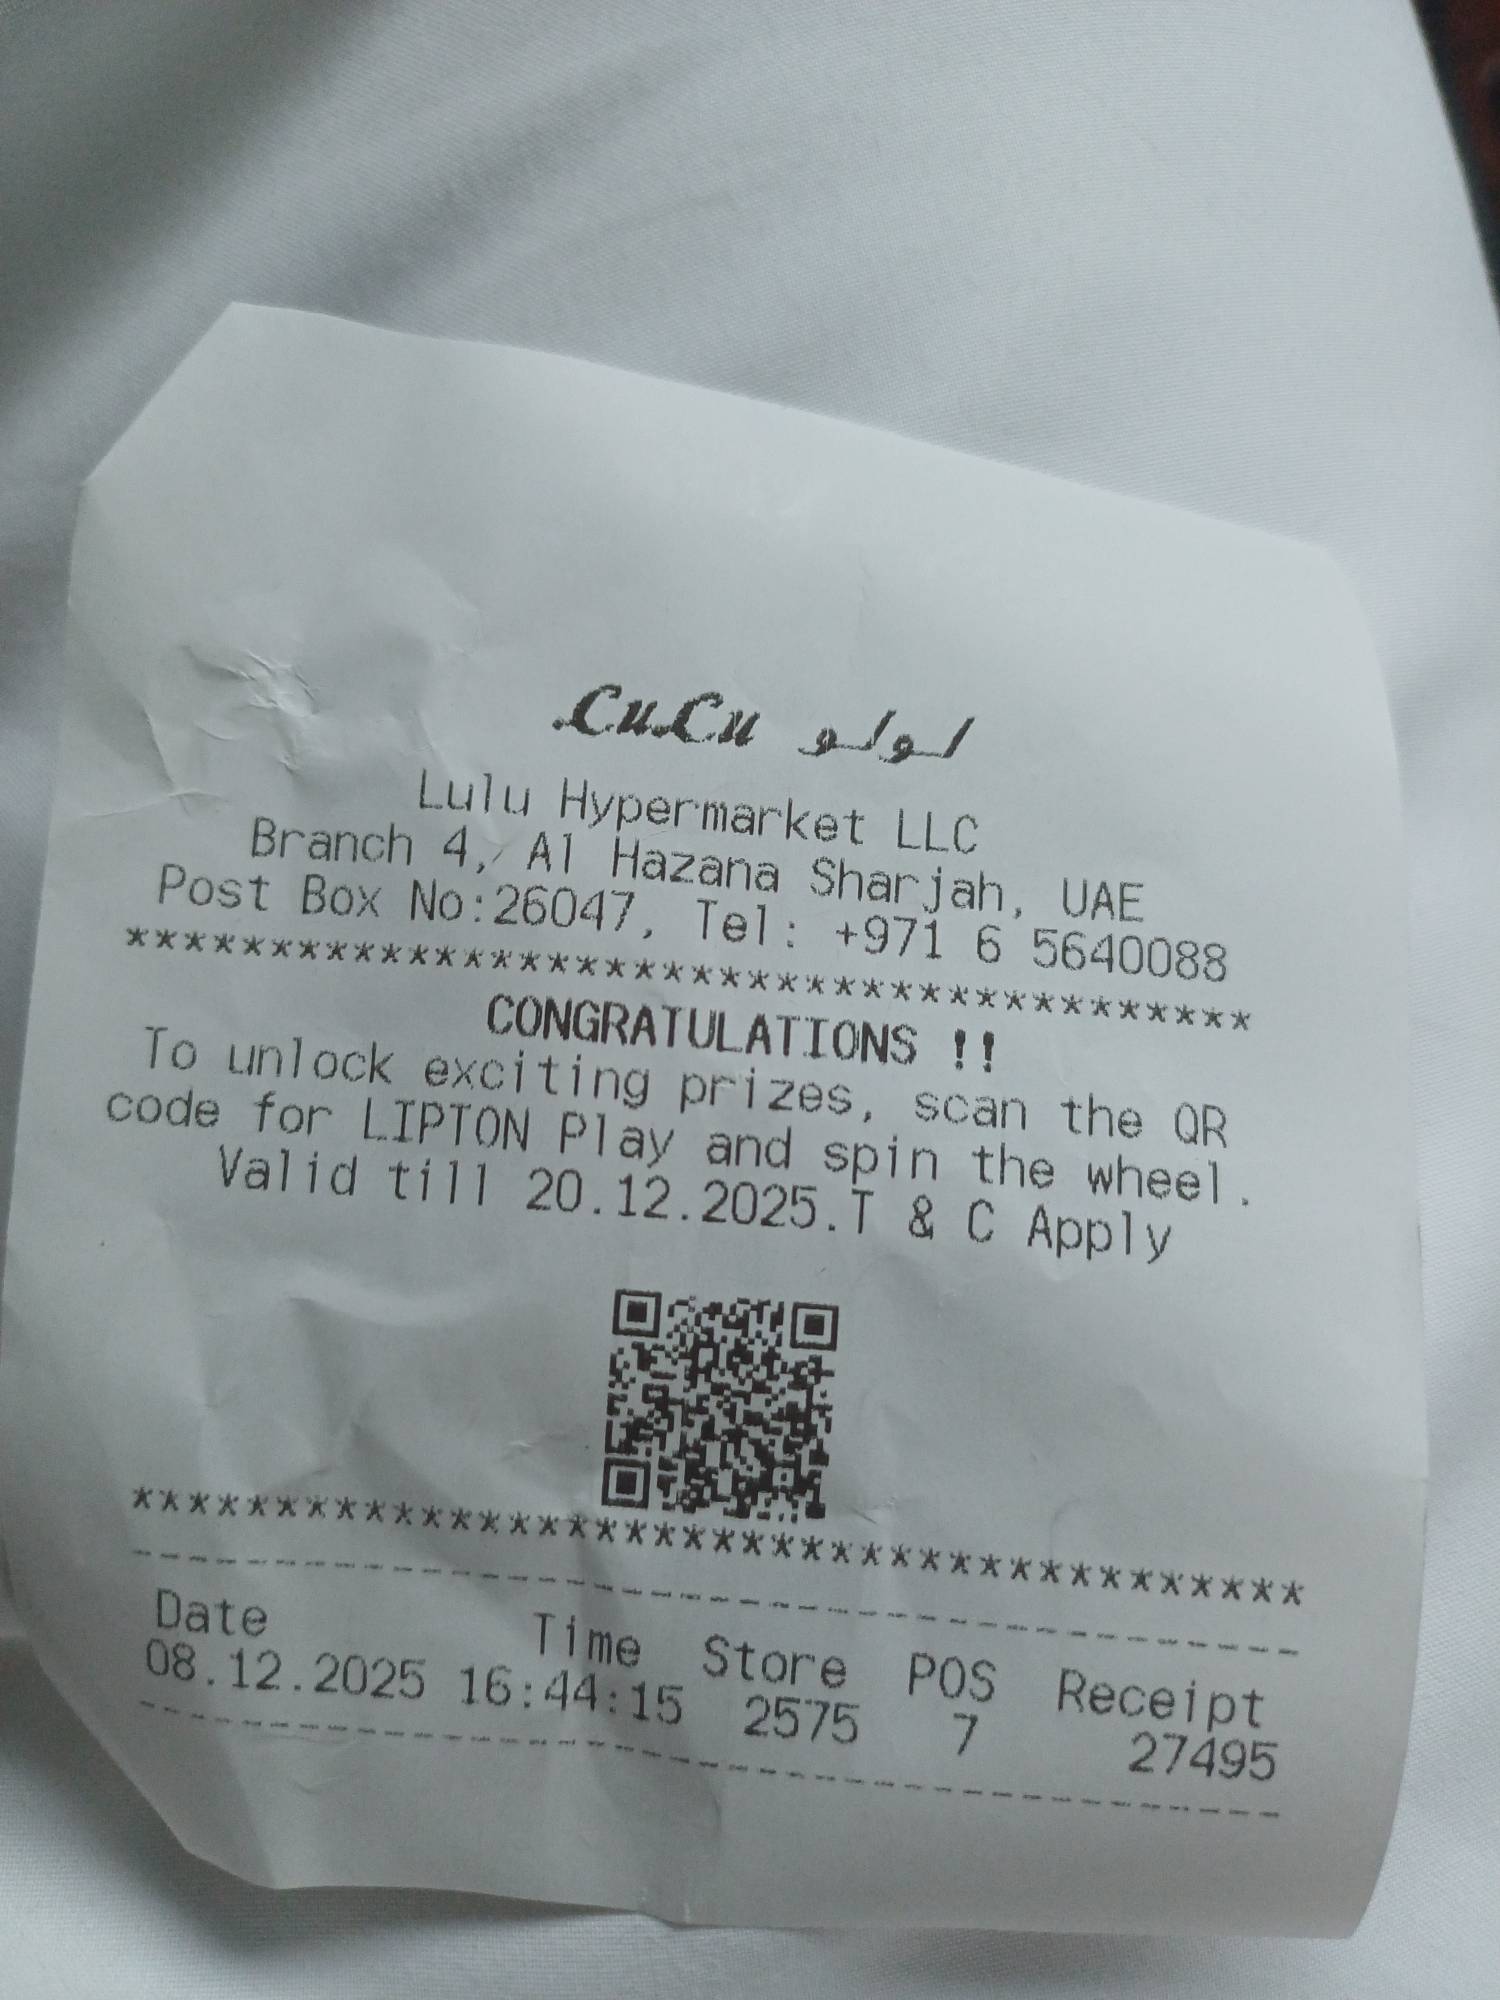 LuLu لولو
Lulu Hypermarket LLC
Branch 4, Al Hazana Sharjah, UAE
Post Box No:26047, Tel: +971 6 5640088
***************************************
CONGRATULATIONS !!
To unlock exciting prizes, scan the QR
code for LIPTON Play and spin the wheel.
Valid till 20.12.2025.T & C Apply
***************************************
----------------------------------------
Date Time Store POS Receipt
08.12.2025 16:44:15 2575 7 27495
----------------------------------------